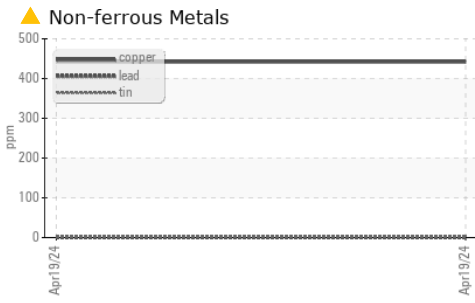 Non-ferrous Metals
500
400
300
200
100
0
ppm
copper
lead
tin
Apr19/24
Apr19/24